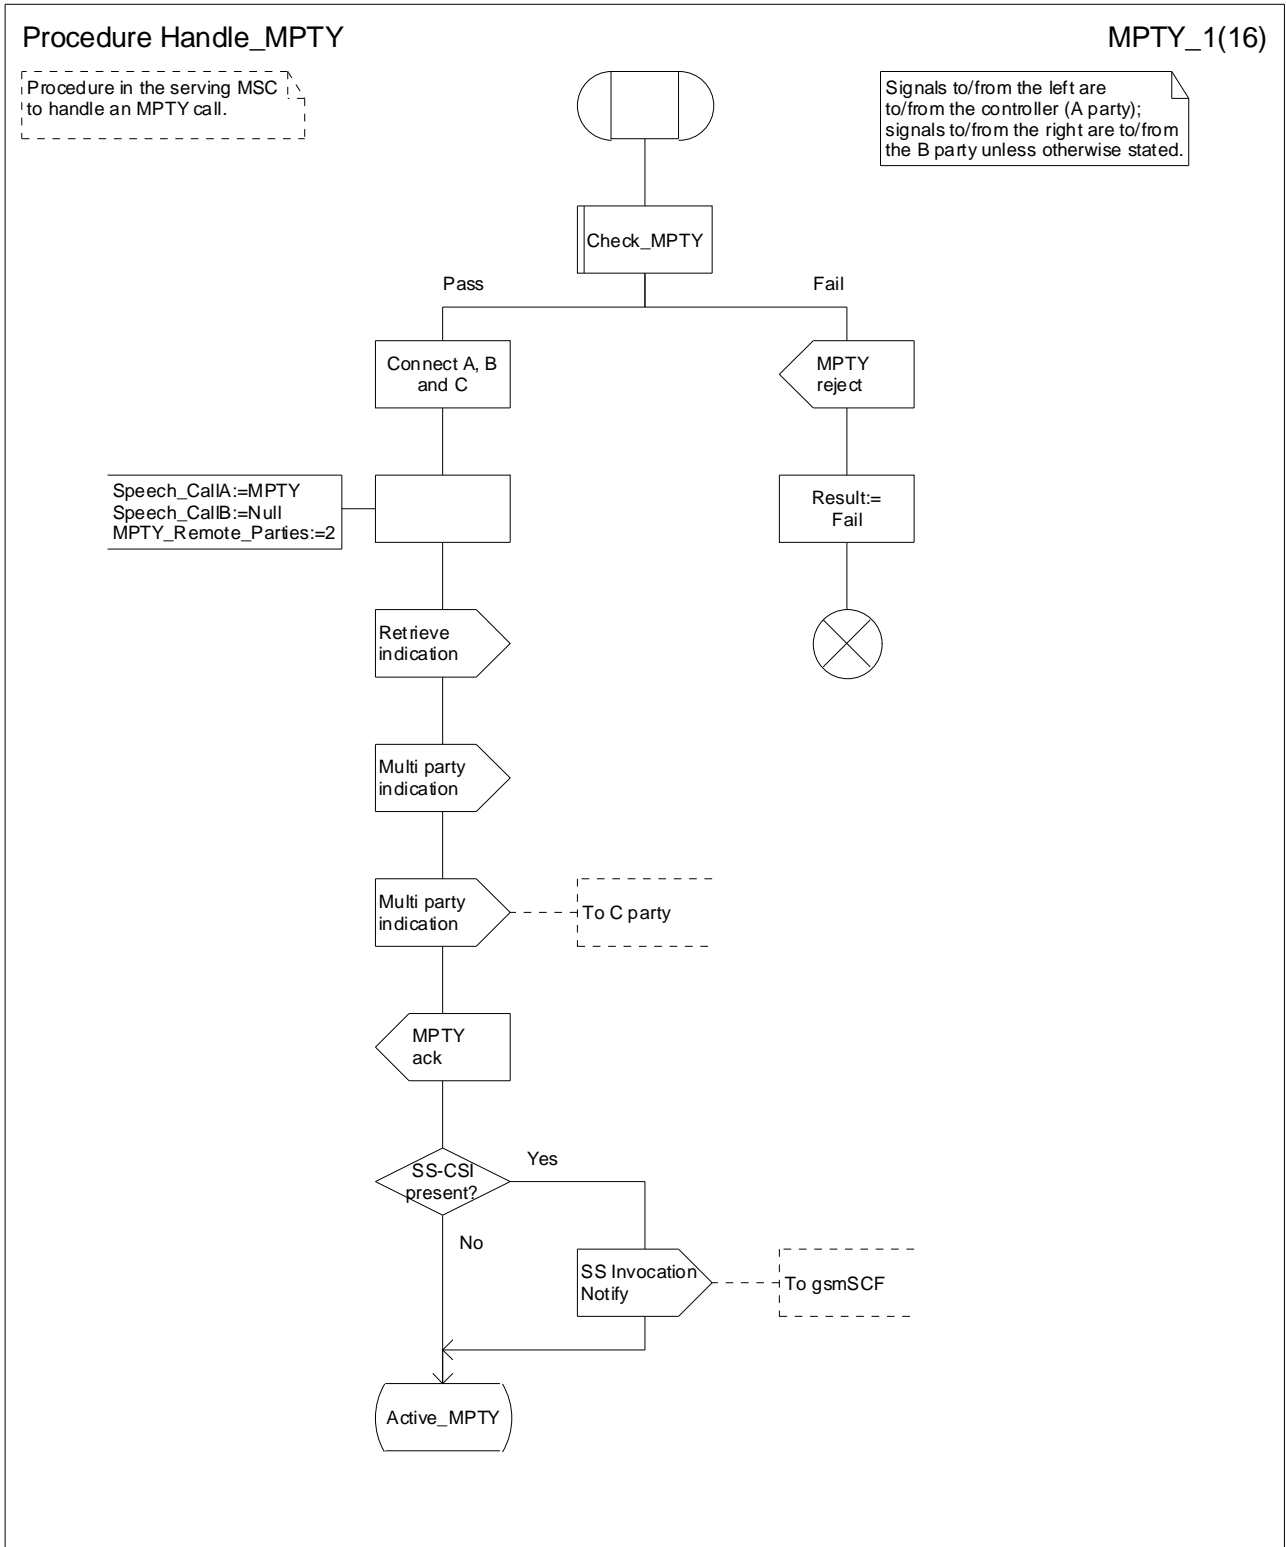 Procedure Handle_MPTY
MPTY_1(16)
Procedure in the serving MSC
to handle an MPTY call.
Signals to/from the left are
to/from the controller (A party);
signals to/from the right are to/from
the B party unless otherwise stated.
Check_MPTY
Pass
Fail
Connect A, B
and C
MPTY
reject
Speech_CallA:=MPTY
Speech_CallB:=Null
MPTY_Remote_Parties:=2
Result:=
Fail
Retrieve
indication
Multi party
indication
Multi party
indication
To C party
MPTY
ack
SS-CSI
present?
Yes
No
SS Invocation
Notify
To gsmSCF
Active_MPTY